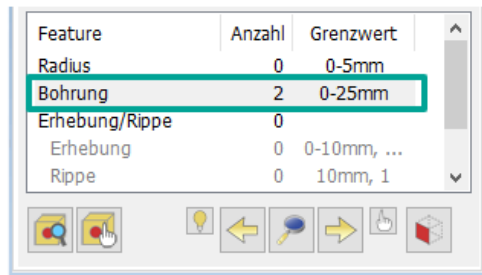 Feature Anzahl Grenzwert
Radius 0 0-5mm
Bohrung 2 0-25mm
Erhebung/Rippe 0
Erhebung 0 0-10mm, ...
Rippe 0 10mm, 1